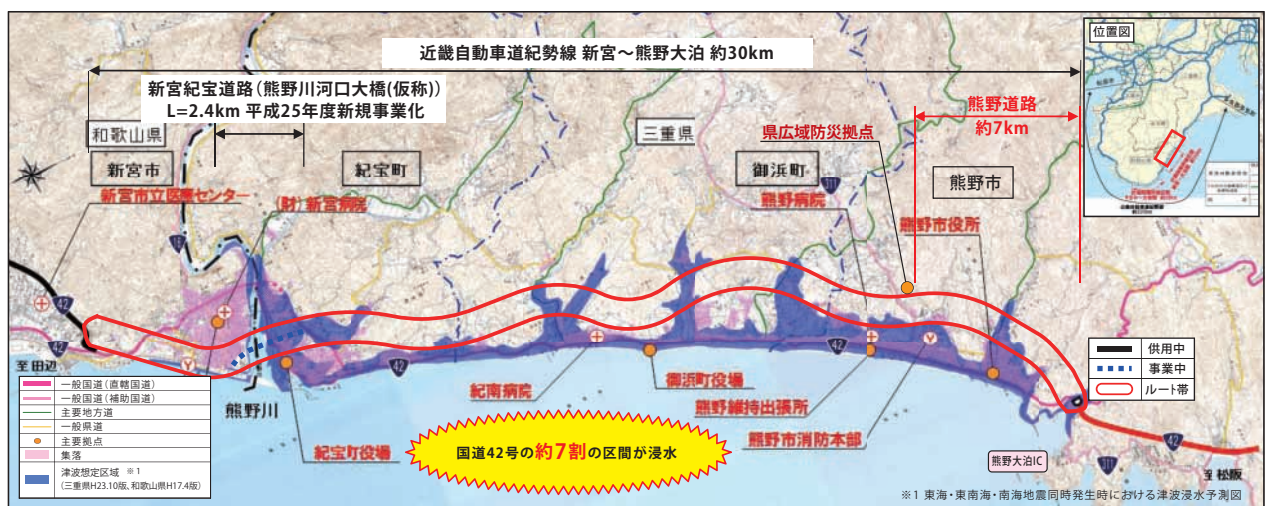 近畿自動車道紀勢線 新宮～熊野大泊 約30km
位置図
新宮紀宝道路(熊野川河口大橋(仮称))
L=2.4km 平成25年度新規事業化
熊野道路
約7km
和歌山県
三重県
県広域防災拠点
新宮市
紀宝町
御浜町
311
熊野市
新宮市立医療センター
(財)新宮病院
熊野病院
熊野市役所
42
42
42
42
至田辺
熊野川
紀宝町役場
紀南病院
御浜町役場
熊野維持出張所
熊野市消防本部
国道42号の約7割の区間が浸水
供用中
事業中
ルート帯
一般国道(直轄国道)
一般国道(補助国道)
主要地方道
一般県道
主要拠点
集落
津波想定区域 ※1
(三重県H23.10版、和歌山県H17.4版)
熊野大泊IC
311
42
至松阪
※1 東海・東南海・南海地震同時発生時における津波浸水予測図